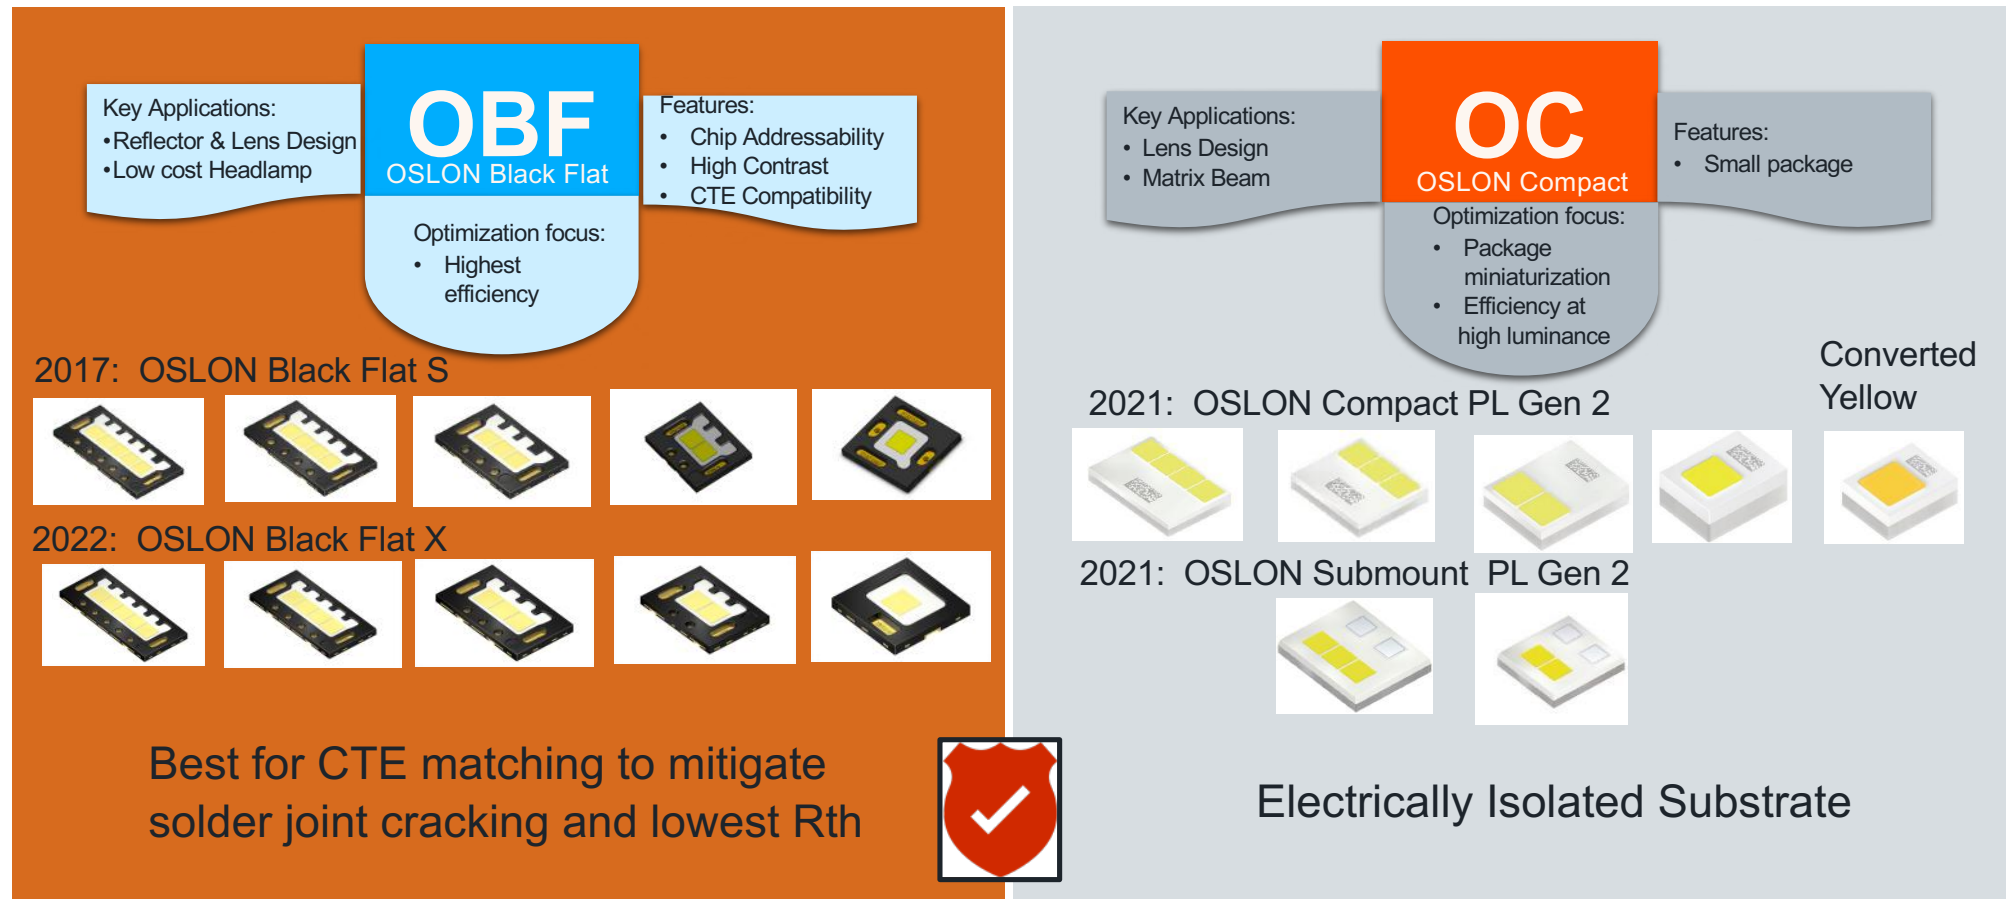 Key Applications:
•Reflector & Lens Design
•Low cost Headlamp
OBF
OSLON Black Flat
Features:
• Chip Addressability
• High Contrast
• CTE Compatibility
Optimization focus:
• Highest
efficiency
2017: OSLON Black Flat S
2022: OSLON Black Flat X
Best for CTE matching to mitigate
solder joint cracking and lowest Rth
Key Applications:
• Lens Design
• Matrix Beam
OC
OSLON Compact
Features:
• Small package
Optimization focus:
• Package
miniaturization
• Efficiency at
high luminance
Converted
Yellow
2021: OSLON Compact PL Gen 2
2021: OSLON Submount PL Gen 2
Electrically Isolated Substrate